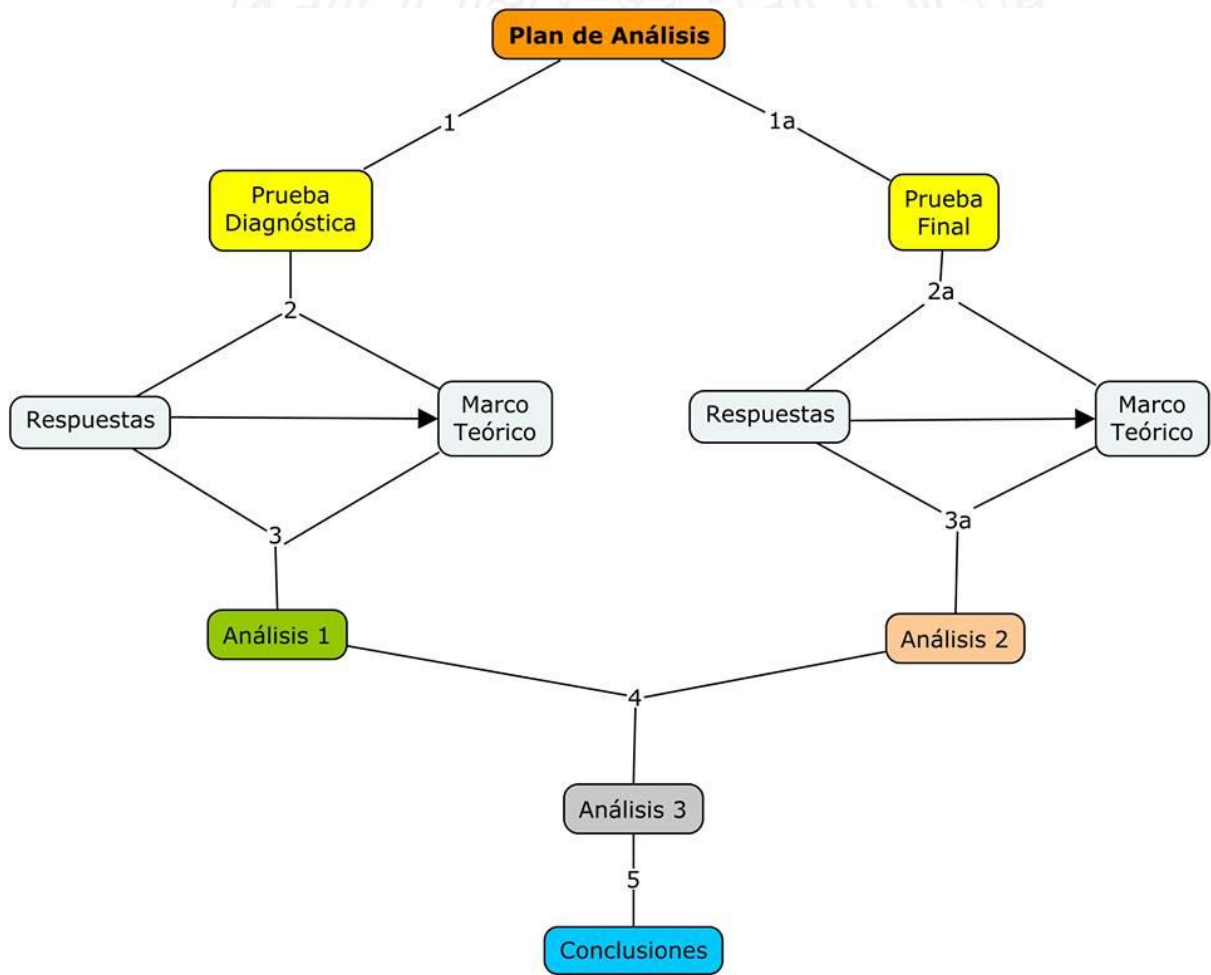 Plan de Análisis
1
1a
Prueba
Diagnóstica
Prueba
Final
2
2a
Respuestas
Marco
Teórico
Respuestas
Marco
Teórico
3
3a
Análisis 1
Análisis 2
4
Análisis 3
5
Conclusiones